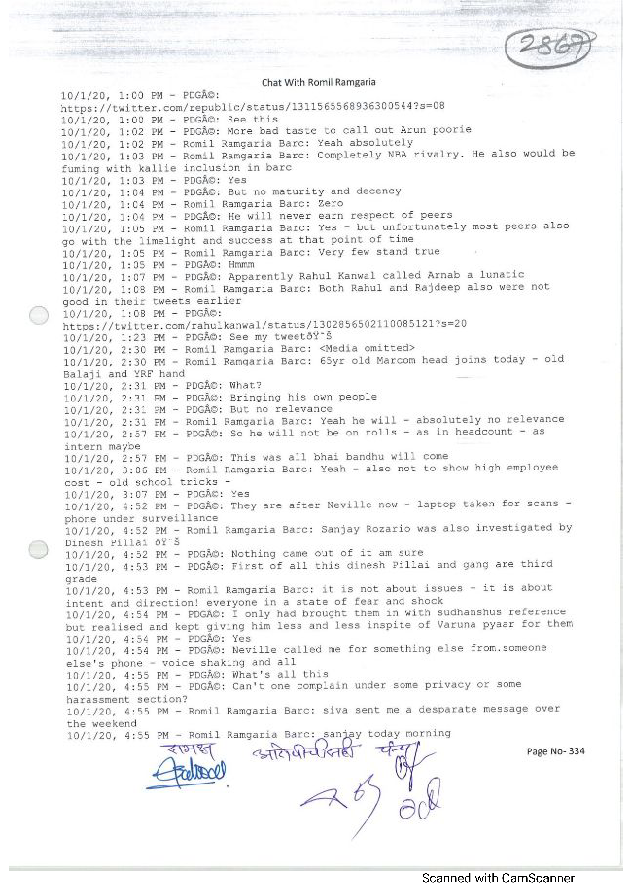 2869
Chat With Romil Ramgaria
10/1/20, 1:00 PM - PDGÂ©:
https://twitter.com/republic/status/1311565568936300544?s=08
10/1/20, 1:00 PM - PDGÂ©: See this
10/1/20, 1:02 PM - PDGÂ©: More bad taste to call out Arun poorie
10/1/20, 1:02 PM - Romil Ramgaria Barc: Yeah absolutely
10/1/20, 1:03 PM - Romil Ramgaria Barc: Completely NBA rivalry. He also would be
fuming with kallie inclusion in barc
10/1/20, 1:03 PM - PDGÂ©: Yes
10/1/20, 1:04 PM - PDGÂ©: But no maturity and decency
10/1/20, 1:04 PM - Romil Ramgaria Barc: Zero
10/1/20, 1:04 PM - PDGÂ©: He will never earn respect of peers
10/1/20, 1:05 PM - Romil Ramgaria Barc: Yes - but unfortunately most peers also
go with the limelight and success at that point of time
10/1/20, 1:05 PM - Romil Ramgaria Barc: Very few stand true
10/1/20, 1:05 PM - PDGÂ©: Hmmm
10/1/20, 1:07 PM - PDGÂ©: Apparently Rahul Kanwal called Arnab a lunatic
10/1/20, 1:08 PM - Romil Ramgaria Barc: Both Rahul and Rajdeep also were not
good in their tweets earlier
10/1/20, 1:08 PM - PDGÂ©:
https://twitter.com/rahulkanwal/status/1302856502110085121?s=20
10/1/20, 1:23 PM - PDGÂ©: See my tweetðŸ˜Š
10/1/20, 2:30 PM - Romil Ramgaria Barc: <Media omitted>
10/1/20, 2:30 PM - Romil Ramgaria Barc: 65yr old Marcom head joins today - old
Balaji and YRF hand
10/1/20, 2:31 PM - PDGÂ©: What?
10/1/20, 2:31 PM - PDGÂ©: Bringing his own people
10/1/20, 2:31 PM - PDGÂ©: But no relevance
10/1/20, 2:31 PM - Romil Ramgaria Barc: Yeah he will - absolutely no relevance
10/1/20, 2:57 PM - PDGÂ©: So he will not be on rolls - as in headcount - as
intern maybe
10/1/20, 2:57 PM - PDGÂ©: This was all bhai bandhu will come
10/1/20, 3:06 PM - Romil Ramgaria Barc: Yeah - also not to show high employee
cost - old school tricks -
10/1/20, 3:07 PM - PDGÂ©: Yes
10/1/20, 4:52 PM - PDGÂ©: They are after Neville now - laptop taken for scans -
phone under surveillance
10/1/20, 4:52 PM - Romil Ramgaria Barc: Sanjay Rozario was also investigated by
Dinesh Pillai ðŸ˜Š
10/1/20, 4:52 PM - PDGÂ©: Nothing came out of it am sure
10/1/20, 4:53 PM - PDGÂ©: First of all this dinesh Pillai and gang are third
grade
10/1/20, 4:53 PM - Romil Ramgaria Barc: it is not about issues - it is about
intent and direction! everyone in a state of fear and shock
10/1/20, 4:54 PM - PDGÂ©: I only had brought them in with sudhanshus reference
but realised and kept giving him less and less inspite of Varuna pyaar for them
10/1/20, 4:54 PM - PDGÂ©: Yes
10/1/20, 4:54 PM - PDGÂ©: Neville called me for something else from.someone
else's phone - voice shaking and all
10/1/20, 4:55 PM - PDGÂ©: What's all this
10/1/20, 4:55 PM - PDGÂ©: Can't one complain under some privacy or some
harassment section?
10/1/20, 4:55 PM - Romil Ramgaria Barc: siva sent me a desparate message over
the weekend
10/1/20, 4:55 PM - Romil Ramgaria Barc: sanjay today morning
Page No- 334
Scanned with CamScanner